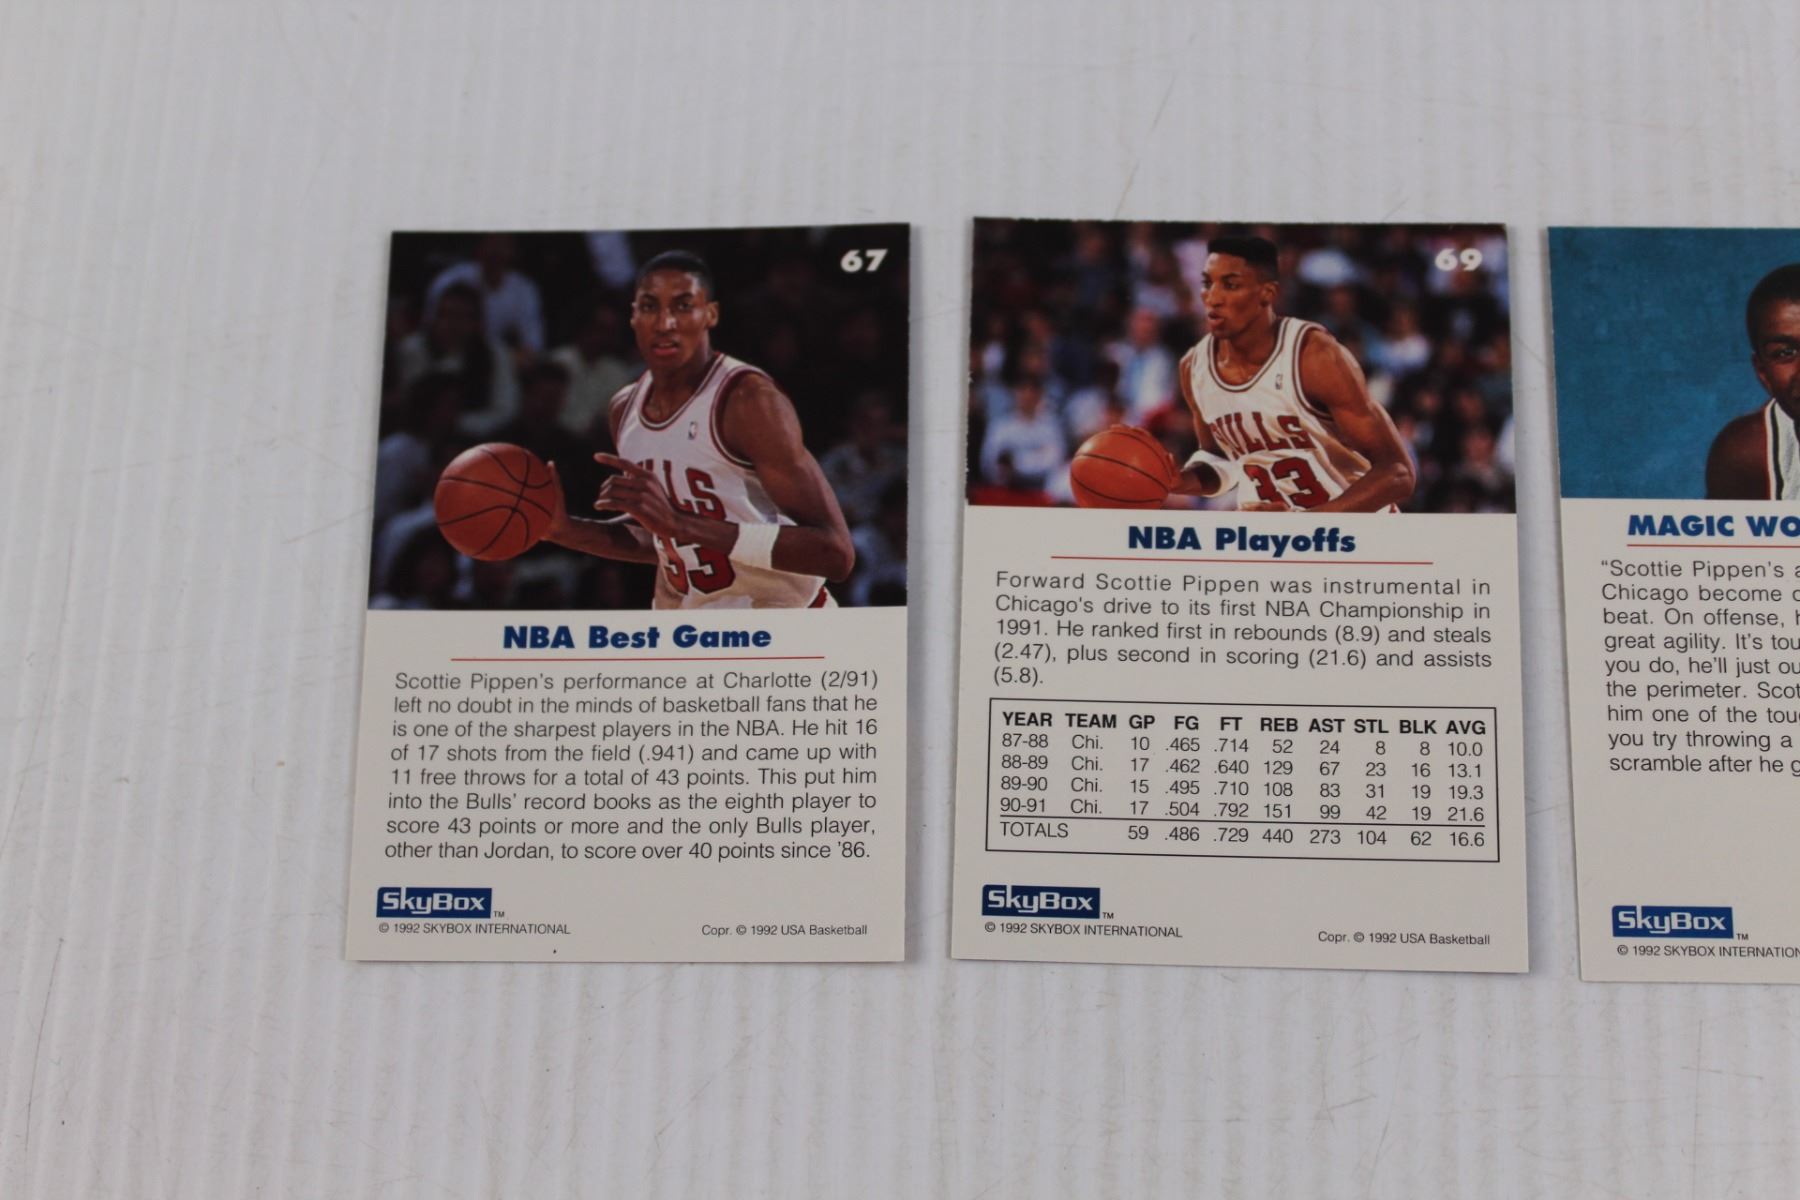 67
BULLS
33
NBA Best Game
Scottie Pippen's performance at Charlotte (2/91)
left no doubt in the minds of basketball fans that he
is one of the sharpest players in the NBA. He hit 16
of 17 shots from the field (.941) and came up with
11 free throws for a total of 43 points. This put him
into the Bulls' record books as the eighth player to
score 43 points or more and the only Bulls player,
other than Jordan, to score over 40 points since '86.
SkyBox TM
© 1992 SKYBOX INTERNATIONAL Copr. © 1992 USA Basketball
69
BULLS
33
NBA Playoffs
Forward Scottie Pippen was instrumental in
Chicago's drive to its first NBA Championship in
1991. He ranked first in rebounds (8.9) and steals
(2.47), plus second in scoring (21.6) and assists
(5.8).
YEAR TEAM GP FG FT REB AST STL BLK AVG
87-88 Chi. 10 .465 .714 52 24 8 8 10.0
88-89 Chi. 17 .462 .640 129 67 23 16 13.1
89-90 Chi. 15 .495 .710 108 83 31 19 19.3
90-91 Chi. 17 .504 .792 151 99 42 19 21.6
TOTALS 59 .486 .729 440 273 104 62 16.6
SkyBox TM
© 1992 SKYBOX INTERNATIONAL Copr. © 1992 USA Basketball
MAGIC WO
"Scottie Pippen's a
Chicago become o
beat. On offense, h
great agility. It's tou
you do, he'll just ou
the perimeter. Scot
him one of the toug
you try throwing a
scramble after he g
SkyBox TM
© 1992 SKYBOX INTERNATION